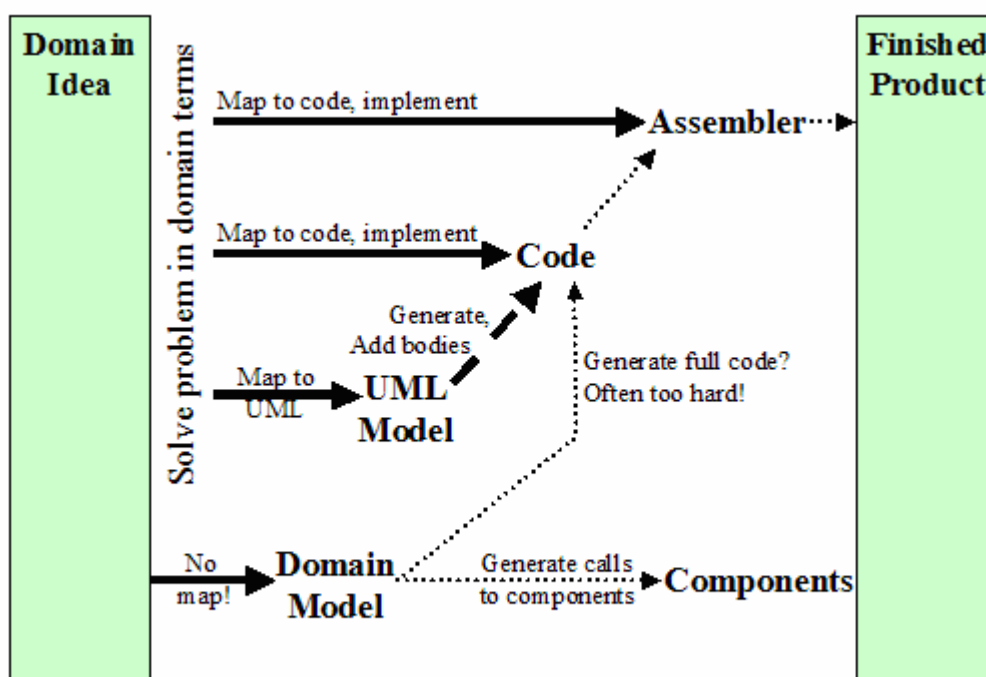 Domain
Idea
Solve problem in domain terms
Finished
Product
Map to code, implement
Assembler
Map to code, implement
Code
Generate,
Add bodies
Map to
UML
UML
Model
Generate full code?
Often too hard!
No
map!
Domain
Model
Generate calls
to components
Components